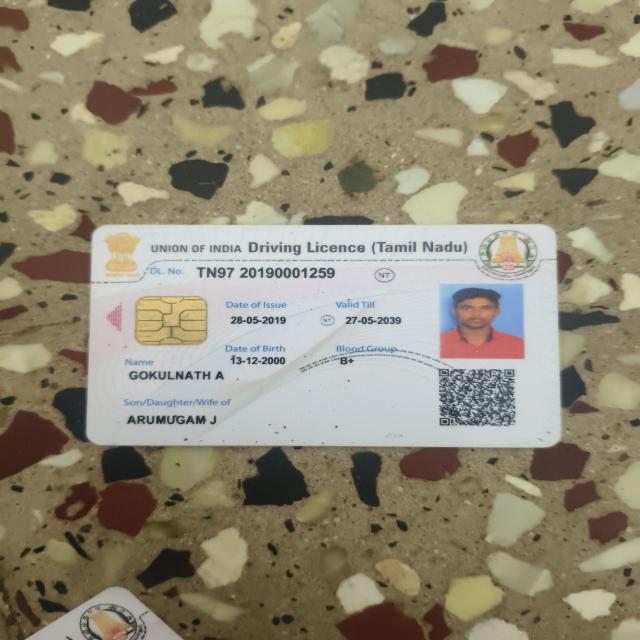 UNION OF INDIA Driving Licence (Tamil Nadu)
DL. No. TN97 20190001259 NT
Date of Issue Valid Till
28-05-2019 NT 27-05-2039
Date of Birth Blood Group
13-12-2000 B+
Name
GOKULNATH A
Son/Daughter/Wife of
ARUMUGAM J